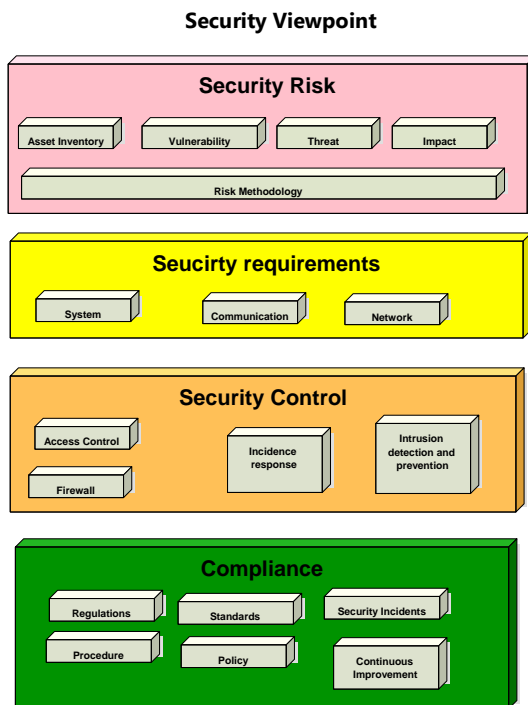 Security Viewpoint
Security Risk
Asset Inventory
Vulnerability
Threat
Impact
Risk Methodology
Seucirty requirements
System
Communication
Network
Security Control
Access Control
Firewall
Incidence
response
Intrusion
detection and
prevention
Compliance
Regulations
Standards
Security Incidents
Procedure
Policy
Continuous
Improvement